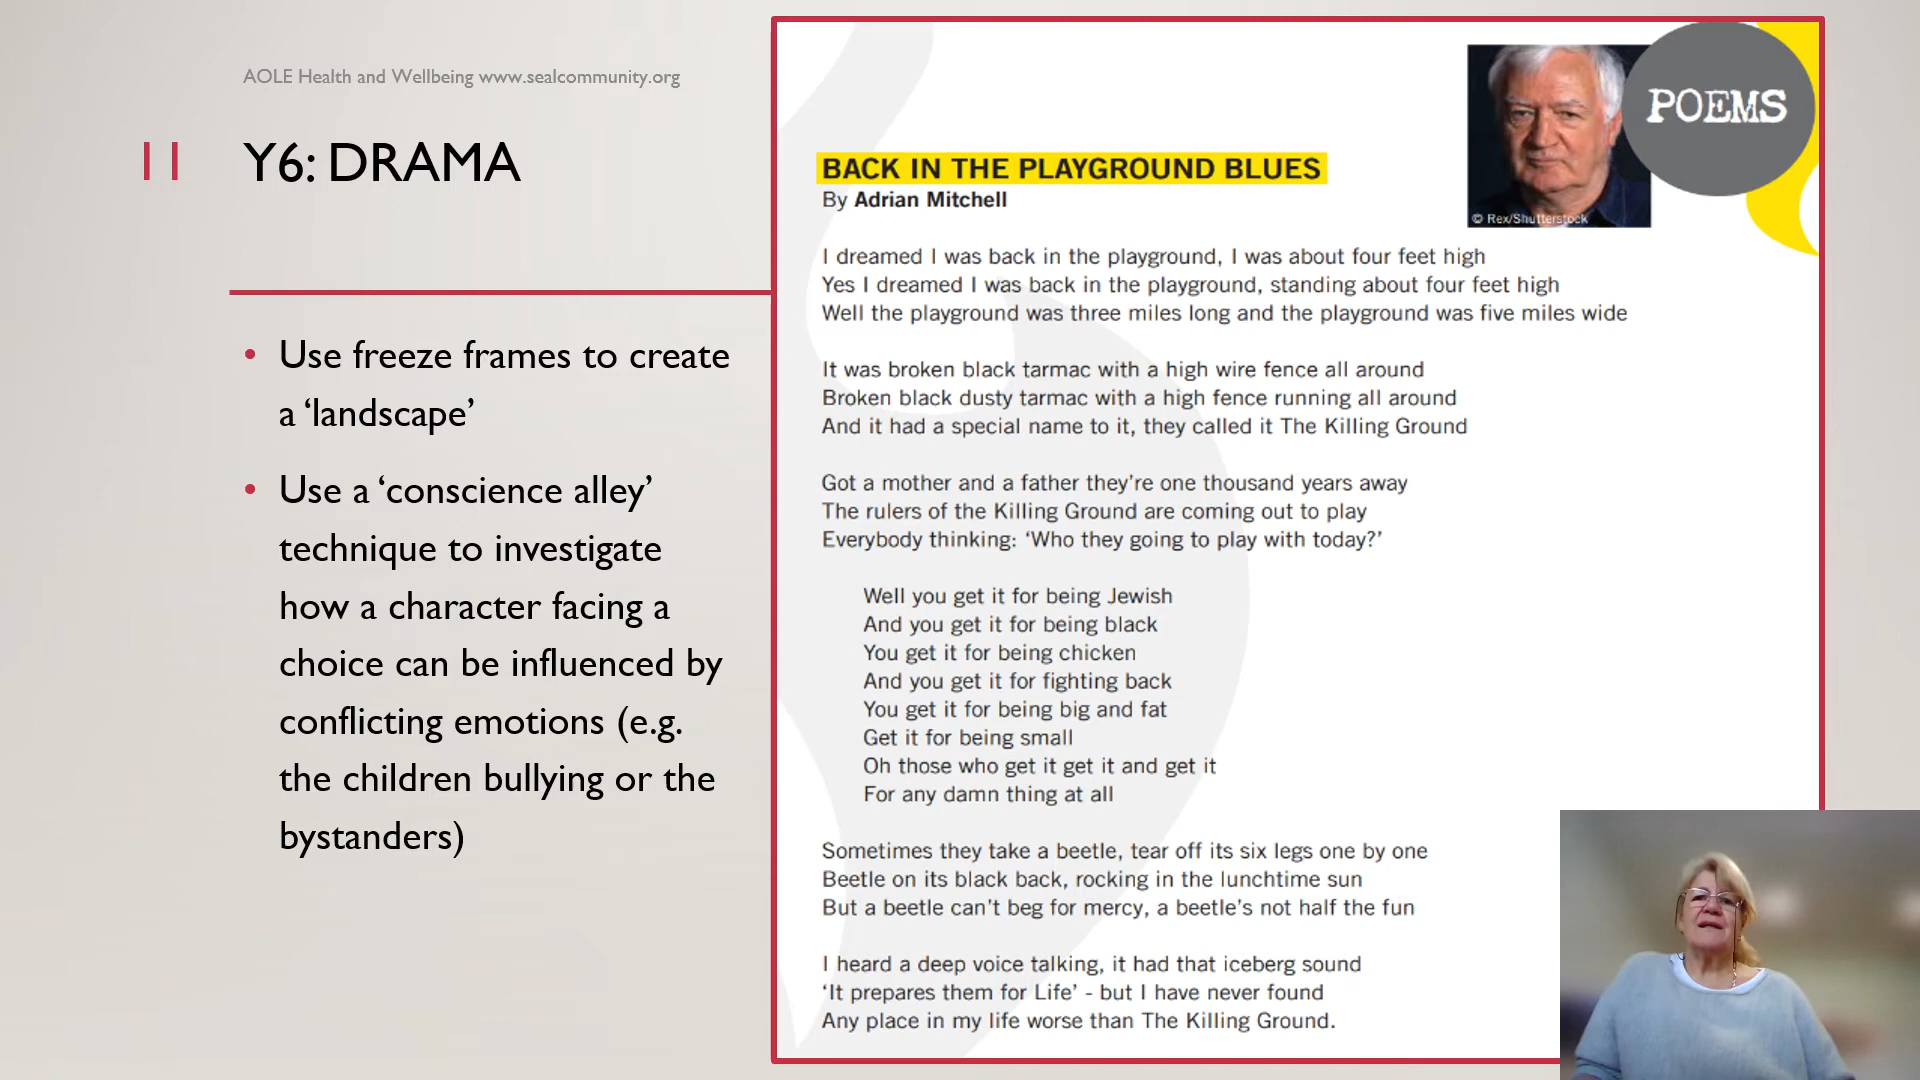 AOLE Health and Wellbeing www.sealcommunity.org
11
Y6: DRAMA
• Use freeze frames to create
a ‘landscape’
• Use a ‘conscience alley’
technique to investigate
how a character facing a
choice can be influenced by
conflicting emotions (e.g.
the children bullying or the
bystanders)
POEMS
© Rex/Shutterstock
BACK IN THE PLAYGROUND BLUES
By Adrian Mitchell
I dreamed I was back in the playground, I was about four feet high
Yes I dreamed I was back in the playground, standing about four feet high
Well the playground was three miles long and the playground was five miles wide
It was broken black tarmac with a high wire fence all around
Broken black dusty tarmac with a high fence running all around
And it had a special name to it, they called it The Killing Ground
Got a mother and a father they’re one thousand years away
The rulers of the Killing Ground are coming out to play
Everybody thinking: ‘Who they going to play with today?’
Well you get it for being Jewish
And you get it for being black
You get it for being chicken
And you get it for fighting back
You get it for being big and fat
Get it for being small
Oh those who get it get it and get it
For any damn thing at all
Sometimes they take a beetle, tear off its six legs one by one
Beetle on its black back, rocking in the lunchtime sun
But a beetle can’t beg for mercy, a beetle’s not half the fun
I heard a deep voice talking, it had that iceberg sound
‘It prepares them for Life’ - but I have never found
Any place in my life worse than The Killing Ground.